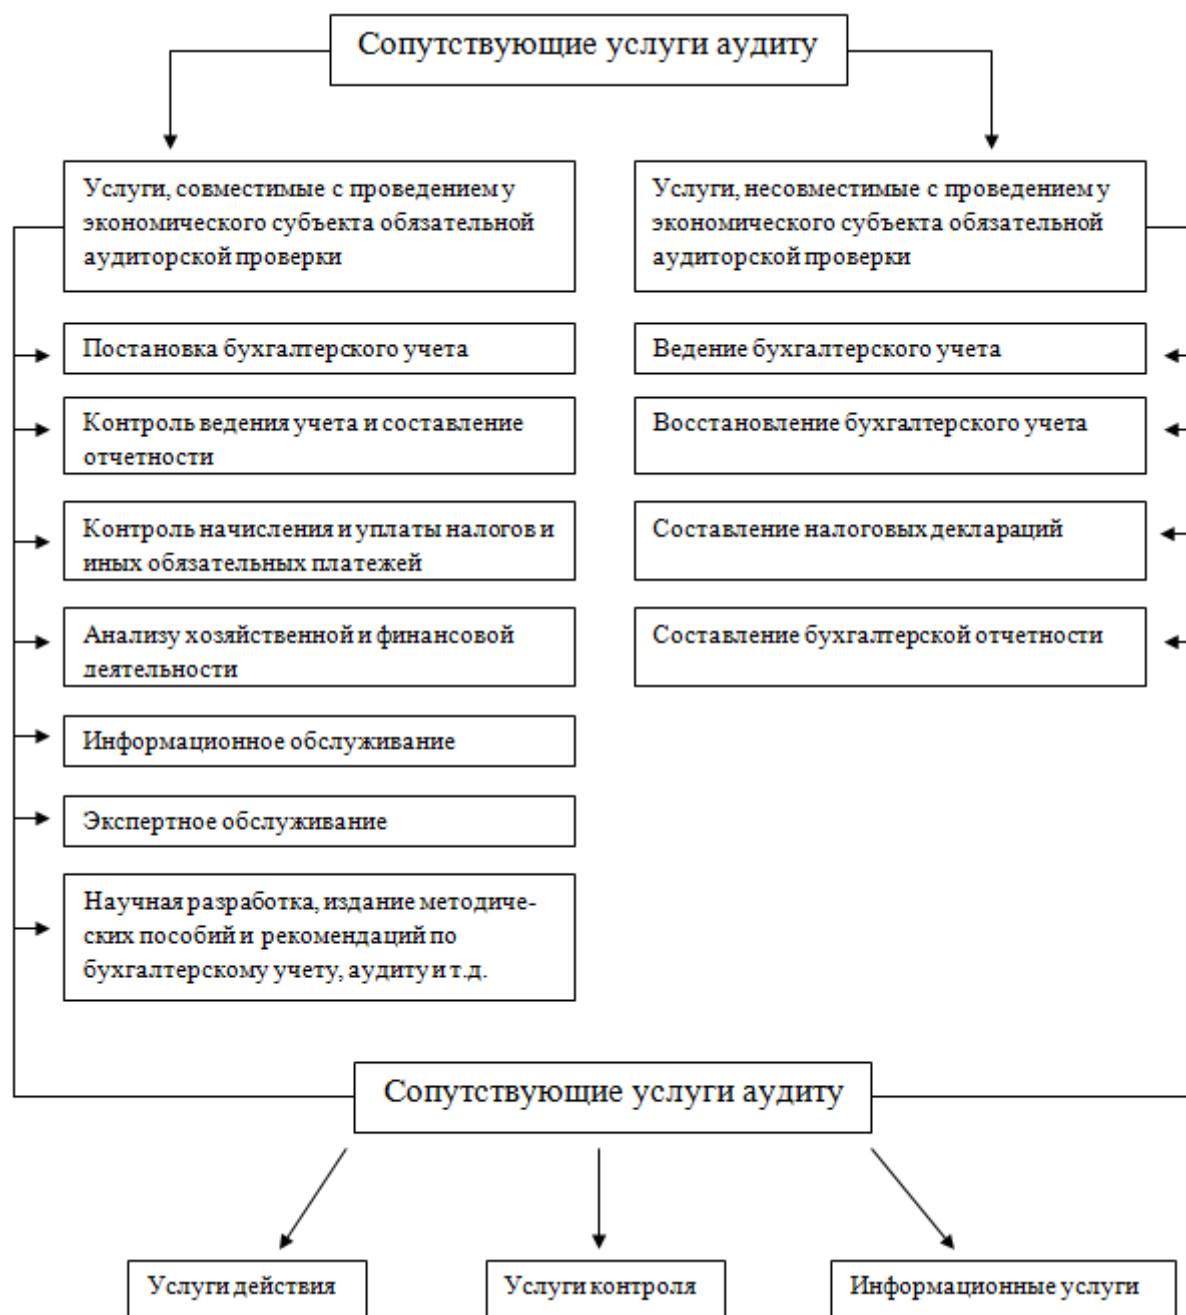 Сопутствующие услуги аудиту
Услуги, совместимые с проведением у
экономического субъекта обязательной
аудиторской проверки
Услуги, несовместимые с проведением у
экономического субъекта обязательной
аудиторской проверки
Постановка бухгалтерского учета
Ведение бухгалтерского учета
Контроль ведения учета и составление
отчетности
Восстановление бухгалтерского учета
Контроль начисления и уплаты налогов и
иных обязательных платежей
Составление налоговых деклараций
Анализу хозяйственной и финансовой
деятельности
Составление бухгалтерской отчетности
Информационное обслуживание
Экспертное обслуживание
Научная разработка, издание методиче-
ских пособий и рекомендаций по
бухгалтерскому учету, аудиту и т.д.
Сопутствующие услуги аудиту
Услуги действия
Услуги контроля
Информационные услуги